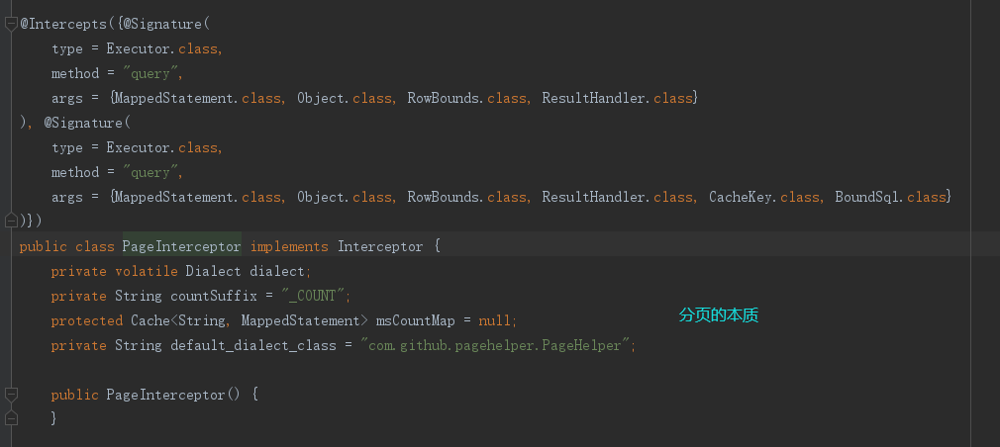 @Intercepts({@Signature(
    type = Executor.class,
    method = "query",
    args = {MappedStatement.class, Object.class, RowBounds.class, ResultHandler.class}
), @Signature(
    type = Executor.class,
    method = "query",
    args = {MappedStatement.class, Object.class, RowBounds.class, ResultHandler.class, CacheKey.class, BoundSql.class}
)})
public class PageInterceptor implements Interceptor {
    private volatile Dialect dialect;
    private String countSuffix = "_COUNT";
    protected Cache<String, MappedStatement> msCountMap = null;
分页的本质
    private String default_dialect_class = "com.github.pagehelper.PageHelper";
    public PageInterceptor() {
    }